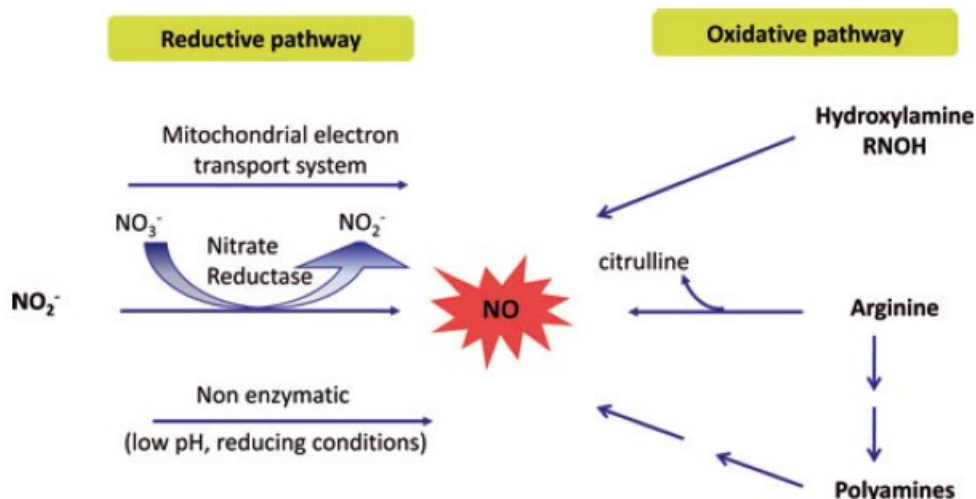 Reductive pathway
Oxidative pathway
Mitochondrial electron
transport system
NO₃⁻
NO₂⁻
Nitrate
Reductase
NO₂⁻
NO
Non enzymatic
(low pH, reducing conditions)
Hydroxylamine
RNOH
citrulline
Arginine
Polyamines